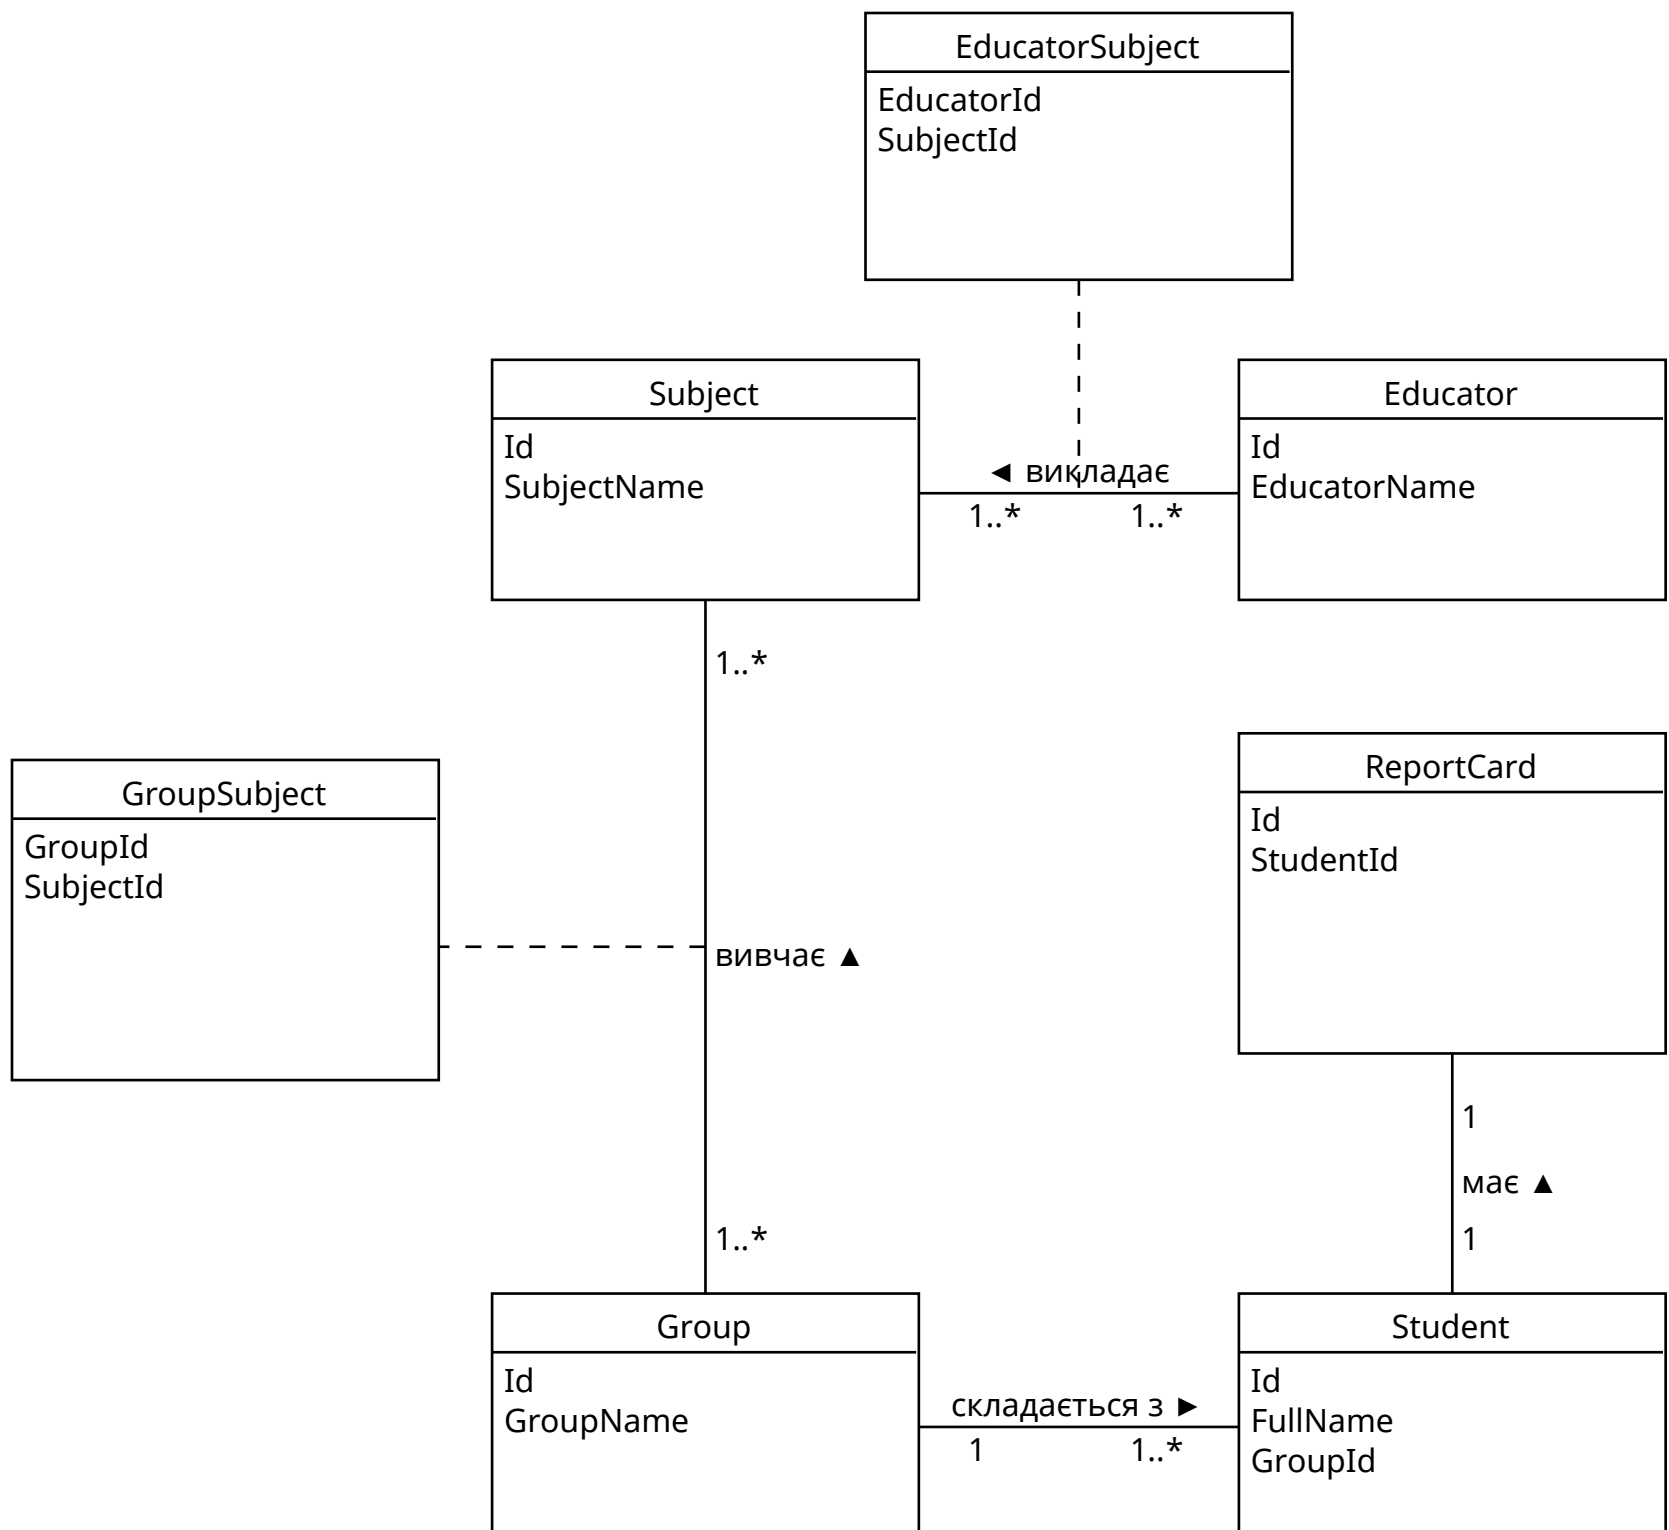 EducatorSubject
EducatorId
SubjectId
Subject
Id
SubjectName
◄ викладає
1..*
1..*
Educator
Id
EducatorName
1..*
GroupSubject
GroupId
SubjectId
вивчає ▲
1..*
ReportCard
Id
StudentId
1
має ▲
1
Group
Id
GroupName
складається з ►
1
1..*
Student
Id
FullName
GroupId